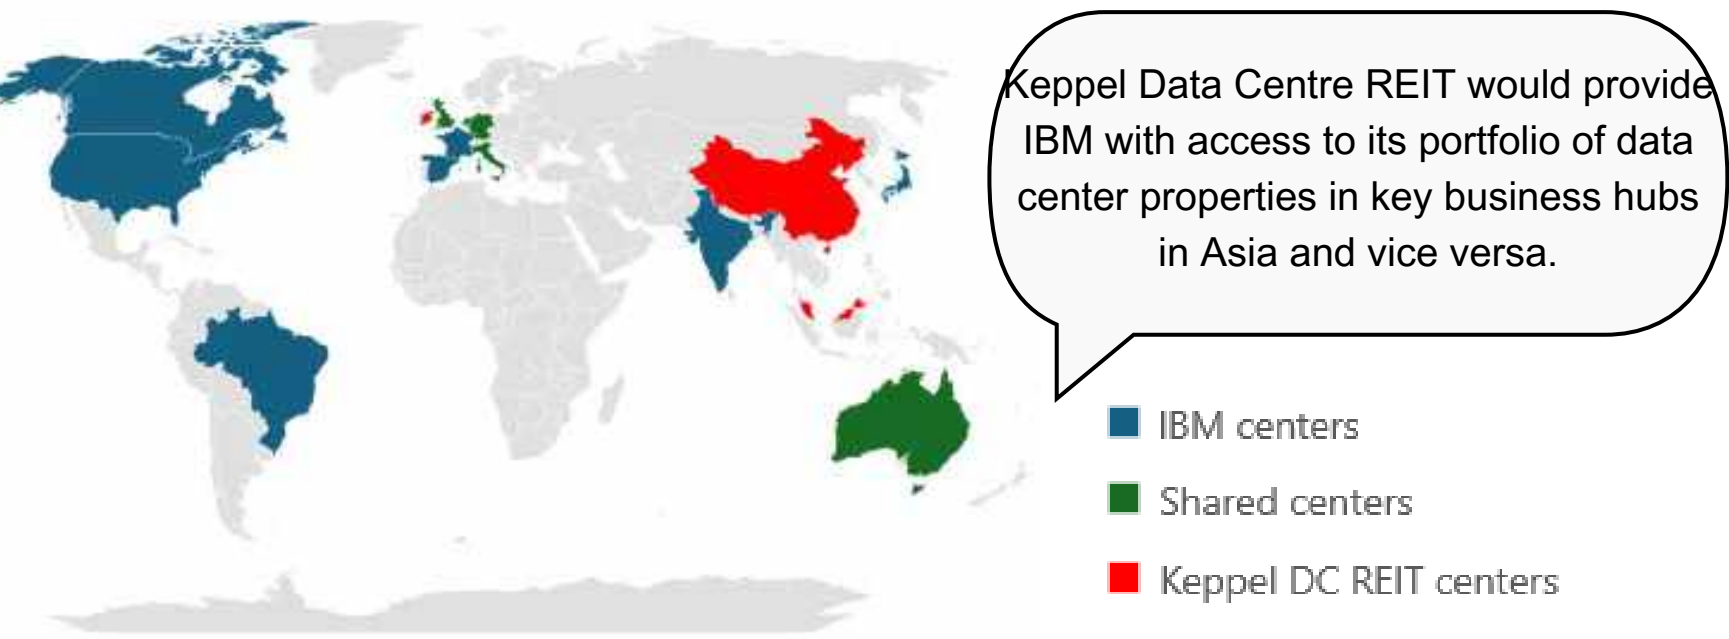 Keppel Data Centre REIT would provide
IBM with access to its portfolio of data
center properties in key business hubs
in Asia and vice versa.
IBM centers
Shared centers
Keppel DC REIT centers